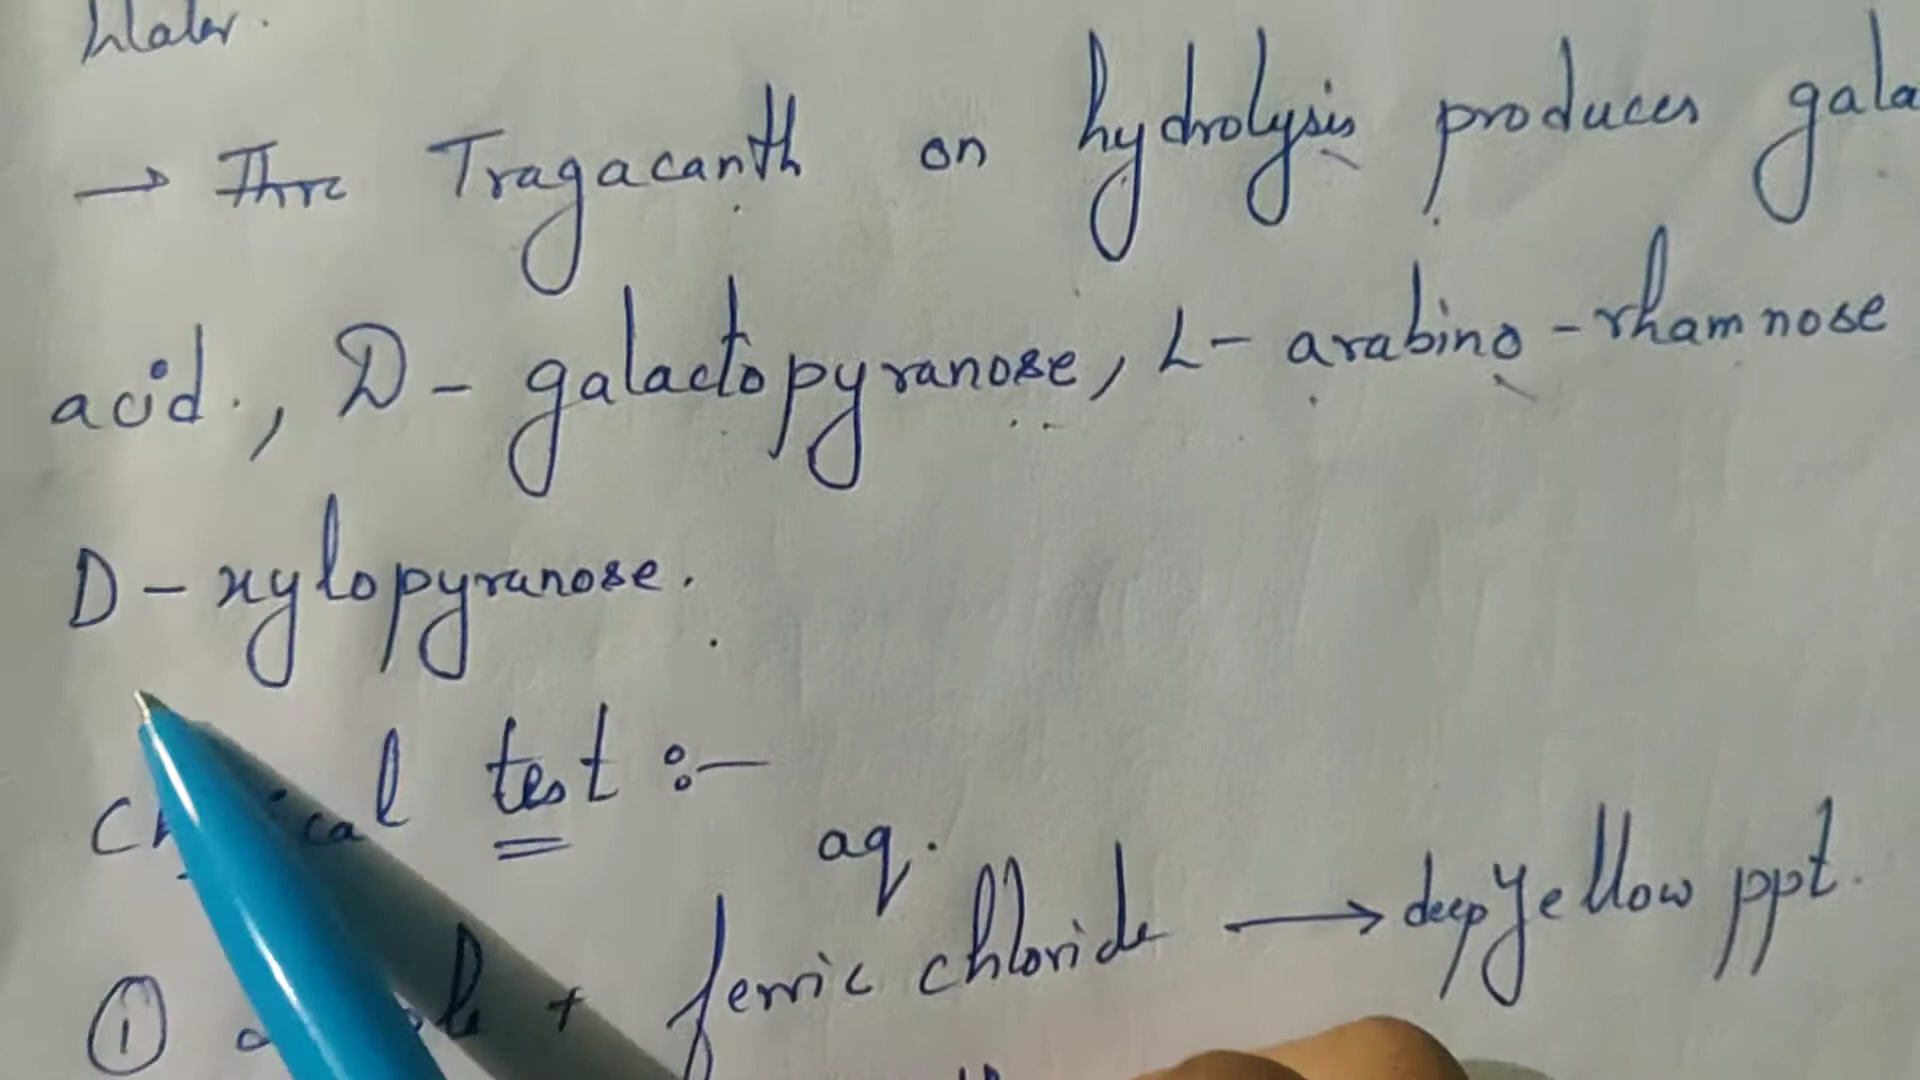 water.
→ The Tragacanth on hydrolysis produces gala
acid., D - galactopyranose, L - arabino - rhamnose
D - xylopyranose.
test :-
aq.
+ ferric chloride → deep yellow ppt.
①